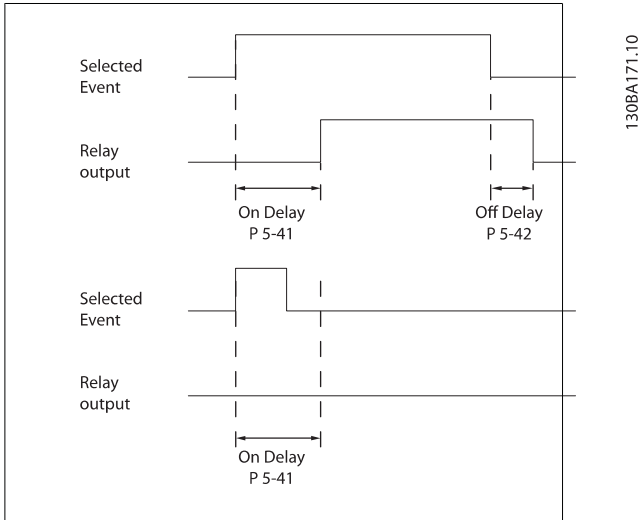 Selected
Event
Relay
output
On Delay
P 5-41
Off Delay
P 5-42
Selected
Event
Relay
output
On Delay
P 5-41
130BA171.10